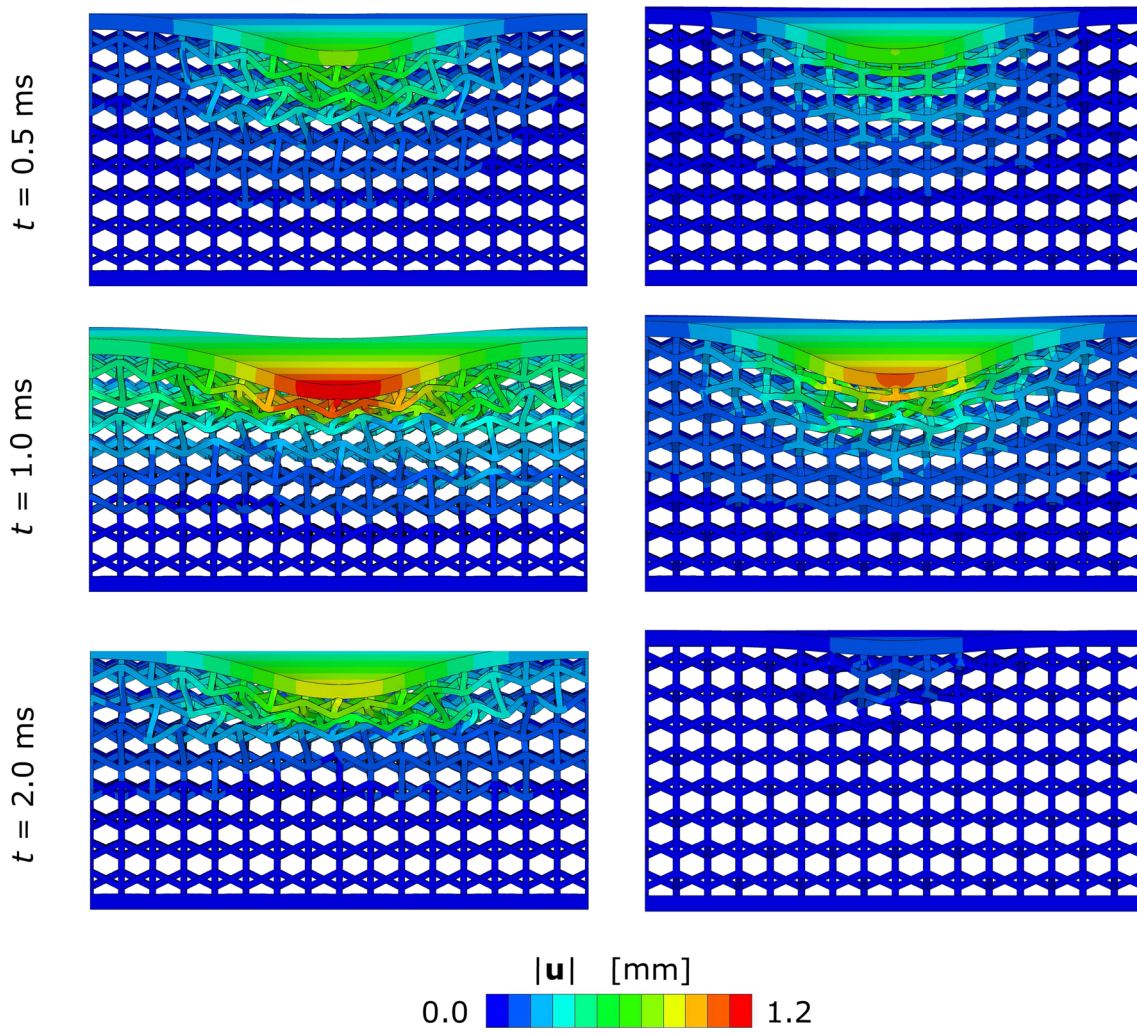 t = 0.5 ms
t = 1.0 ms
t = 2.0 ms
|u| [mm]
0.0 1.2